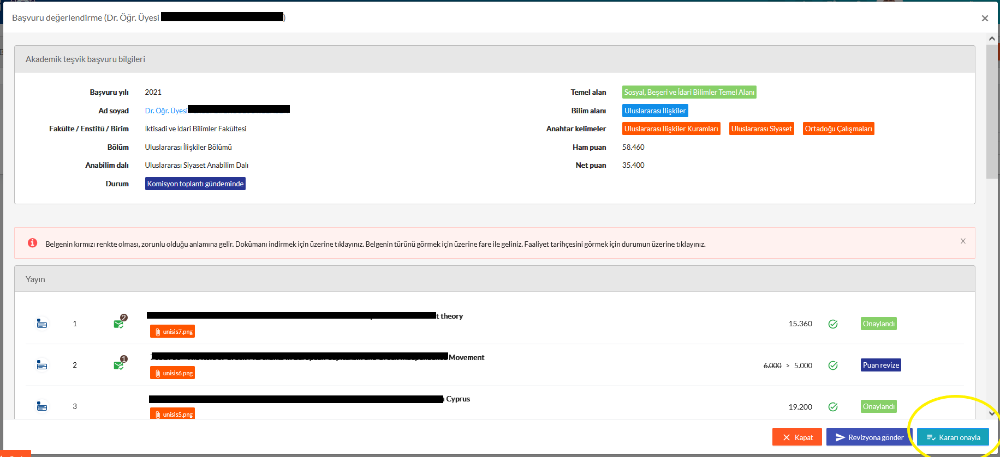 Başvuru değerlendirme (Dr. Öğr. Üyesi )
Akademik teşvik başvuru bilgileri
Başvuru yılı 2021
Ad soyad Dr. Öğr. Üyesi
Fakülte / Enstitü / Birim İktisadi ve İdari Bilimler Fakültesi
Bölüm Uluslararası İlişkiler Bölümü
Anabilim dalı Uluslararası Siyaset Anabilim Dalı
Durum Komisyon toplantı gündeminde
Temel alan Sosyal, Beşeri ve İdari Bilimler Temel Alanı
Bilim alanı Uluslararası İlişkiler
Anahtar kelimeler Uluslararası İlişkiler Kuramları Uluslararası Siyaset Ortadoğu Çalışmaları
Ham puan 58.460
Net puan 35.400
Belgenin kırmızı renkte olması, zorunlu olduğu anlamına gelir. Dokümanı indirmek için üzerine tıklayınız. Belgenin türünü görmek için üzerine fare ile geliniz. Faaliyet tarihçesini görmek için durumun üzerine tıklayınız.
Yayın
1 2 t theory 15.360 Onaylandı
unisis7.png
2 1 Movement 6.000 > 5.000 Puan revize
unisis6.png
3 Cyprus 19.200 Onaylandı
unisis5.png
Kapat Revizyona gönder Kararı onayla